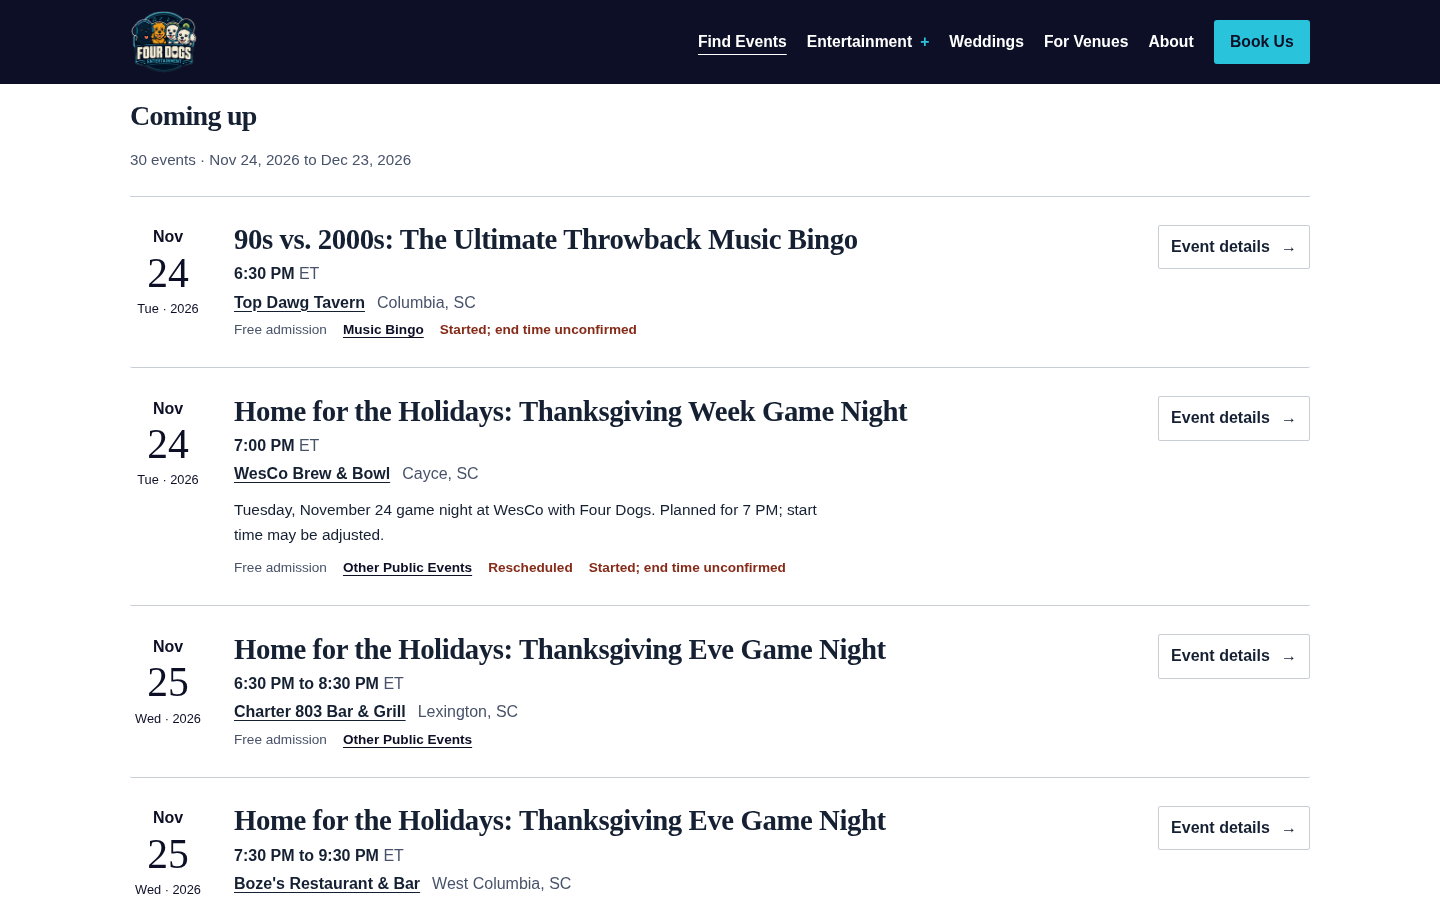 FOUR DOGS
ENTERTAINMENT
Find Events
Entertainment +
Weddings
For Venues
About
Book Us
Coming up
30 events · Nov 24, 2026 to Dec 23, 2026
Nov
24
Tue · 2026
90s vs. 2000s: The Ultimate Throwback Music Bingo
6:30 PM ET
Top Dawg Tavern Columbia, SC
Free admission Music Bingo Started; end time unconfirmed
Event details →
Nov
24
Tue · 2026
Home for the Holidays: Thanksgiving Week Game Night
7:00 PM ET
WesCo Brew & Bowl Cayce, SC
Tuesday, November 24 game night at WesCo with Four Dogs. Planned for 7 PM; start
time may be adjusted.
Free admission Other Public Events Rescheduled Started; end time unconfirmed
Event details →
Nov
25
Wed · 2026
Home for the Holidays: Thanksgiving Eve Game Night
6:30 PM to 8:30 PM ET
Charter 803 Bar & Grill Lexington, SC
Free admission Other Public Events
Event details →
Nov
25
Wed · 2026
Home for the Holidays: Thanksgiving Eve Game Night
7:30 PM to 9:30 PM ET
Boze's Restaurant & Bar West Columbia, SC
Event details →